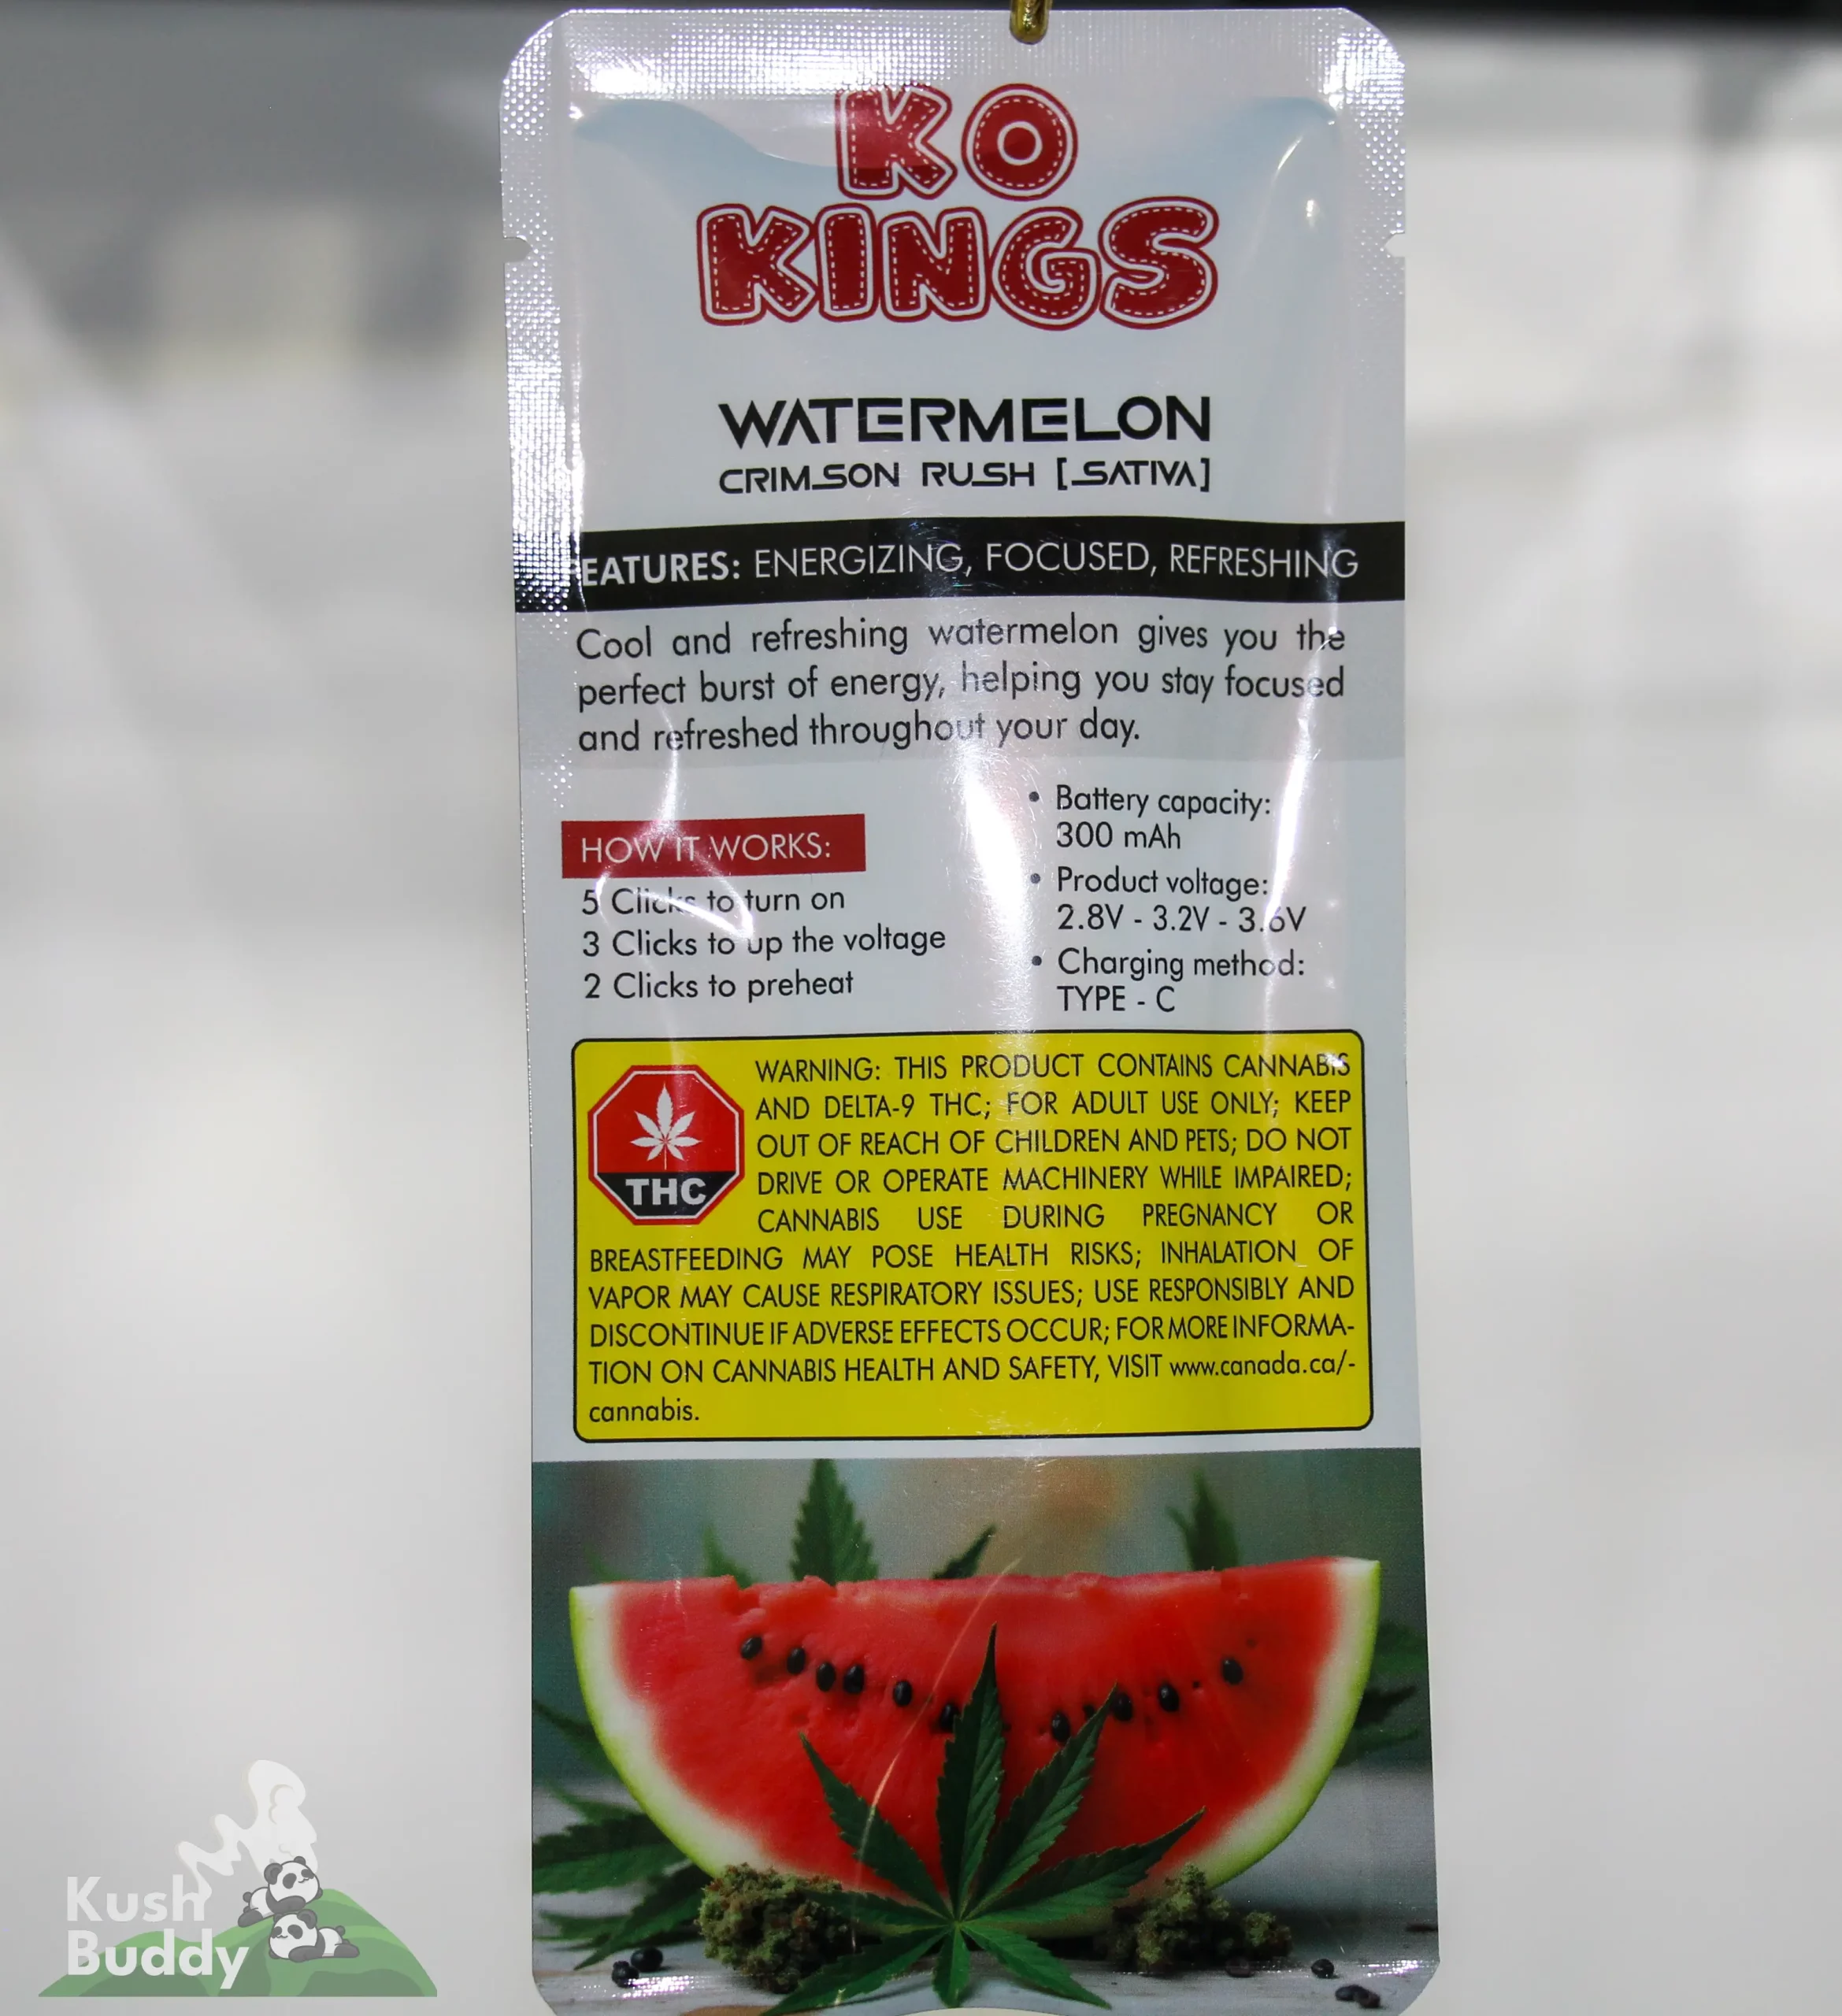 KO
KINGS
WATERMELON
CRIMSON RUSH [SATIVA]
EATURES: ENERGIZING, FOCUSED, REFRESHING
Cool and refreshing watermelon gives you the
perfect burst of energy, helping you stay focused
and refreshed throughout your day.
HOW IT WORKS:
5 Clicks to turn on
3 Clicks to up the voltage
2 Clicks to preheat
• Battery capacity:
300 mAh
• Product voltage:
2.8V - 3.2V - 3.6V
• Charging method:
TYPE - C
THC
WARNING: THIS PRODUCT CONTAINS CANNABIS
AND DELTA-9 THC; FOR ADULT USE ONLY; KEEP
OUT OF REACH OF CHILDREN AND PETS; DO NOT
DRIVE OR OPERATE MACHINERY WHILE IMPAIRED;
CANNABIS USE DURING PREGNANCY OR
BREASTFEEDING MAY POSE HEALTH RISKS; INHALATION OF
VAPOR MAY CAUSE RESPIRATORY ISSUES; USE RESPONSIBLY AND
DISCONTINUE IF ADVERSE EFFECTS OCCUR; FOR MORE INFORMA-
TION ON CANNABIS HEALTH AND SAFETY, VISIT www.canada.ca/-
cannabis.
Kush
Buddy